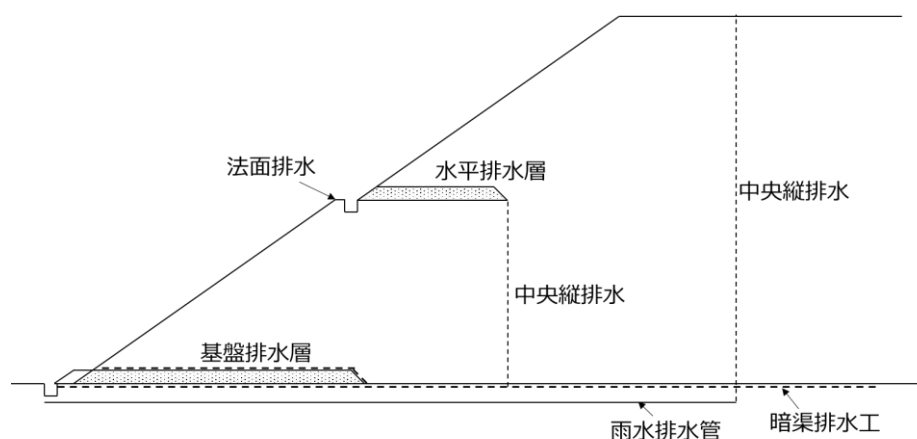 法面排水
水平排水層
中央縦排水
中央縦排水
基盤排水層
雨水排水管
暗渠排水工